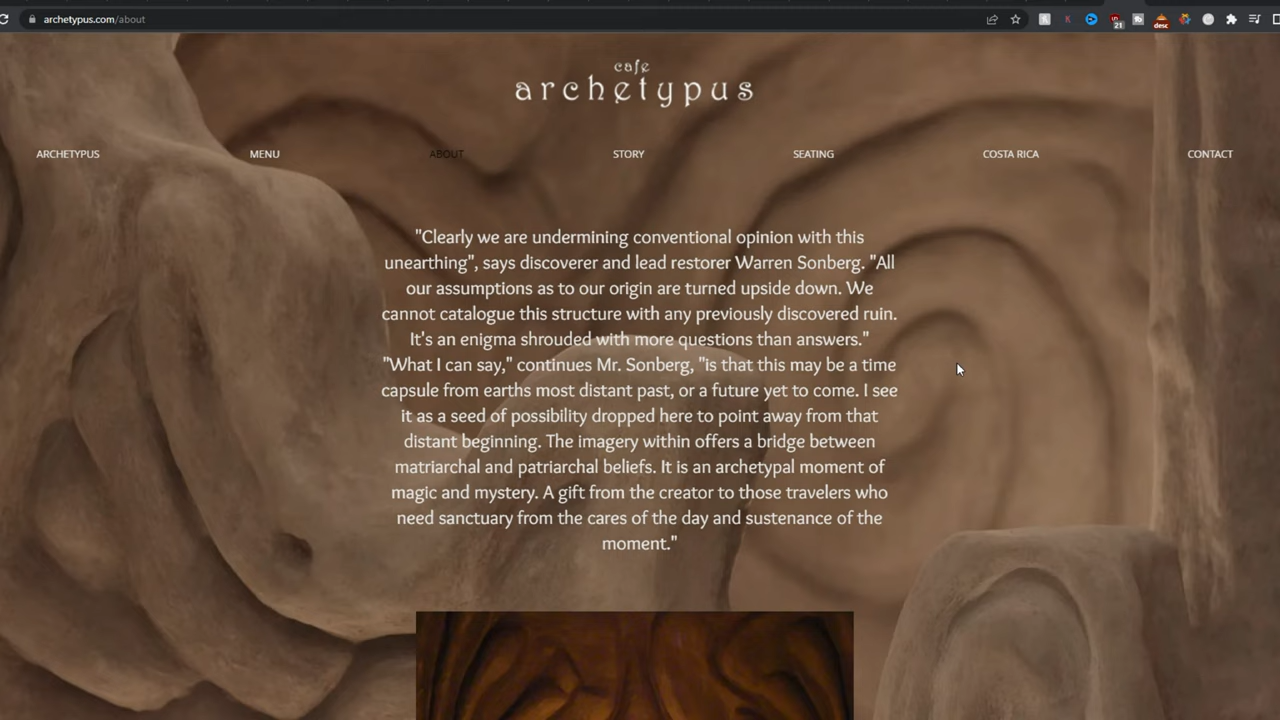 archetypus.com/about
21
desc
cafe
archetypus
ARCHETYPUS MENU ABOUT STORY SEATING COSTA RICA CONTACT
"Clearly we are undermining conventional opinion with this
unearthing", says discoverer and lead restorer Warren Sonberg. "All
our assumptions as to our origin are turned upside down. We
cannot catalogue this structure with any previously discovered ruin.
It's an enigma shrouded with more questions than answers."
"What I can say," continues Mr. Sonberg, "is that this may be a time
capsule from earths most distant past, or a future yet to come. I see
it as a seed of possibility dropped here to point away from that
distant beginning. The imagery within offers a bridge between
matriarchal and patriarchal beliefs. It is an archetypal moment of
magic and mystery. A gift from the creator to those travelers who
need sanctuary from the cares of the day and sustenance of the
moment."